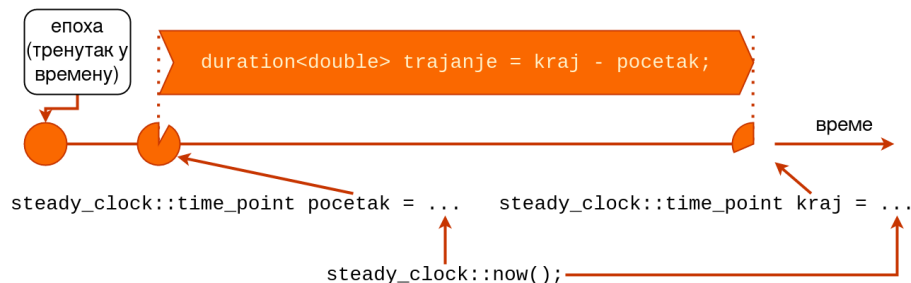 епоха
(тренутак у
времену)
duration<double> trajanje = kraj - pocetak;
време
steady_clock::time_point pocetak = ...
steady_clock::time_point kraj = ...
steady_clock::now();